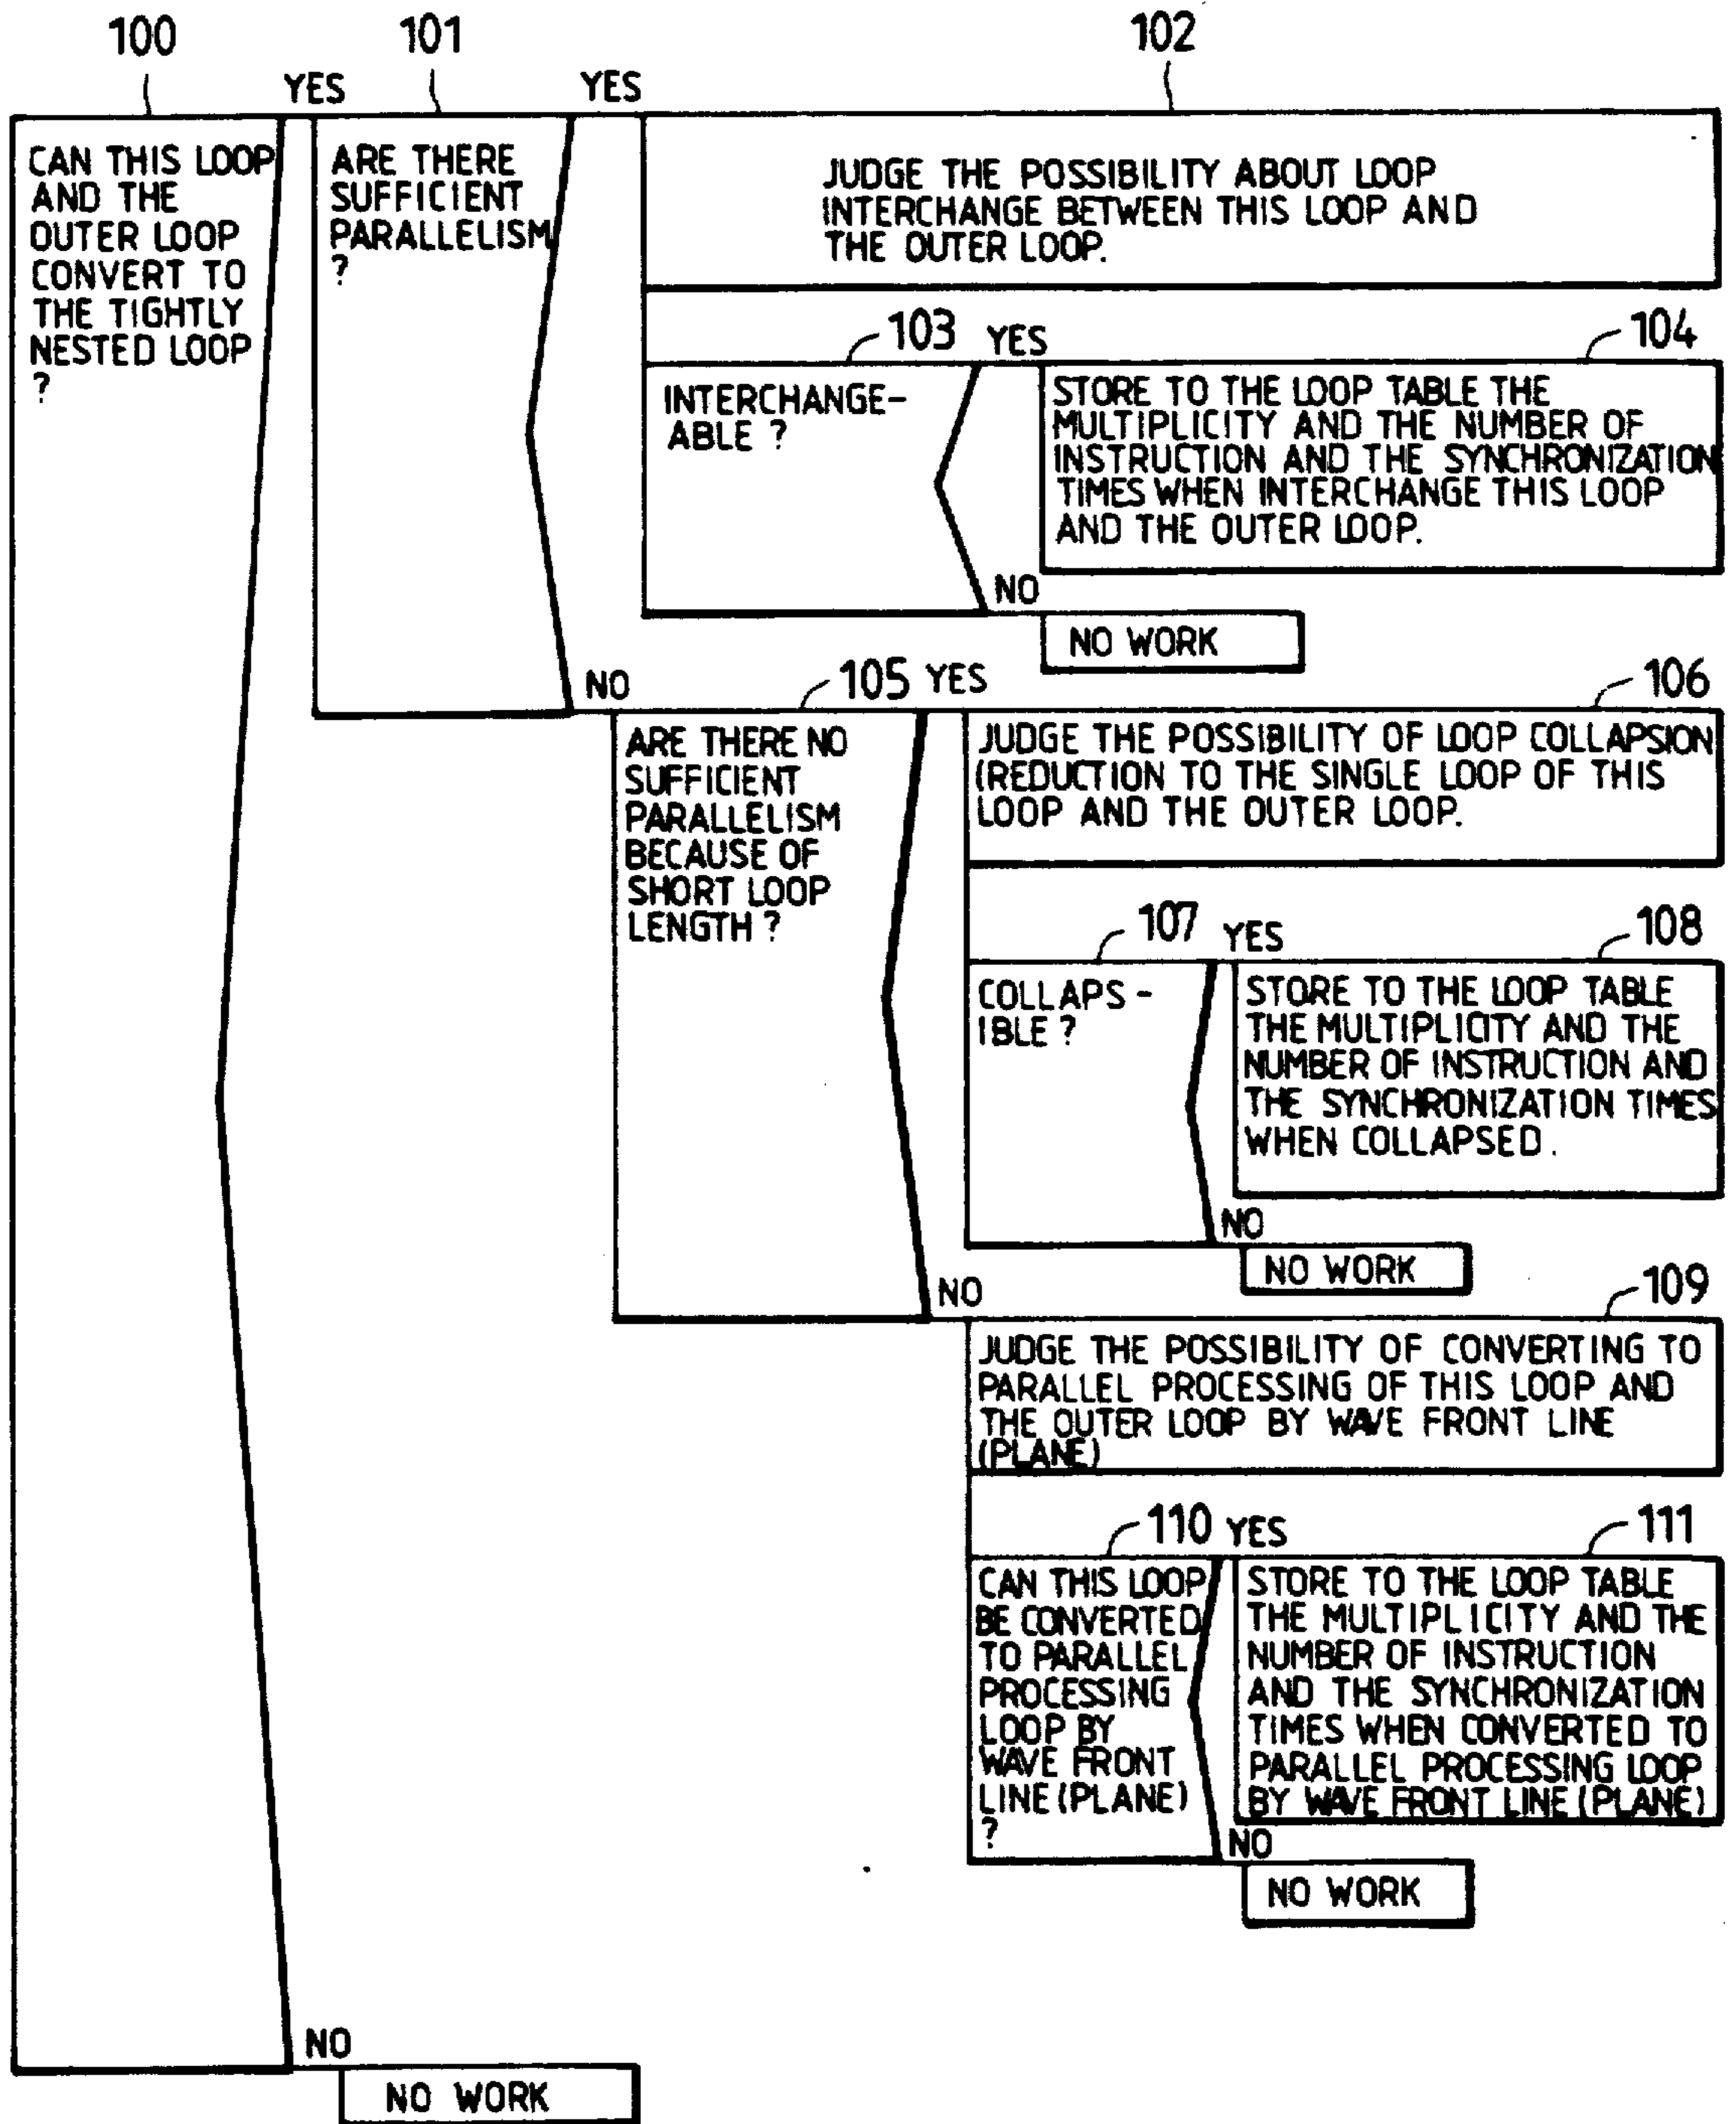 100
101
102
YES
YES
CAN THIS LOOP
AND THE
OUTER LOOP
CONVERT TO
THE TIGHTLY
NESTED LOOP
?
ARE THERE
SUFFICIENT
PARALLELISM
?
JUDGE THE POSSIBILITY ABOUT LOOP
INTERCHANGE BETWEEN THIS LOOP AND
THE OUTER LOOP.
103
YES
104
INTERCHANGE-
ABLE ?
STORE TO THE LOOP TABLE THE
MULTIPLICITY AND THE NUMBER OF
INSTRUCTION AND THE SYNCHRONIZATION
TIMES WHEN INTERCHANGE THIS LOOP
AND THE OUTER LOOP.
NO
NO WORK
NO
105
YES
106
ARE THERE NO
SUFFICIENT
PARALLELISM
BECAUSE OF
SHORT LOOP
LENGTH ?
JUDGE THE POSSIBILITY OF LOOP COLLAPSION
(REDUCTION TO THE SINGLE LOOP OF THIS
LOOP AND THE OUTER LOOP.
107
YES
108
COLLAPS -
IBLE ?
STORE TO THE LOOP TABLE
THE MULTIPLICITY AND THE
NUMBER OF INSTRUCTION AND
THE SYNCHRONIZATION TIMES
WHEN COLLAPSED.
NO
NO WORK
NO
109
JUDGE THE POSSIBILITY OF CONVERTING TO
PARALLEL PROCESSING OF THIS LOOP AND
THE OUTER LOOP BY WAVE FRONT LINE
(PLANE)
110
YES
111
CAN THIS LOOP
BE CONVERTED
TO PARALLEL
PROCESSING
LOOP BY
WAVE FRONT
LINE (PLANE)
?
STORE TO THE LOOP TABLE
THE MULTIPLICITY AND THE
NUMBER OF INSTRUCTION
AND THE SYNCHRONIZATION
TIMES WHEN CONVERTED TO
PARALLEL PROCESSING LOOP
BY WAVE FRONT LINE (PLANE)
NO
NO WORK
NO
NO WORK